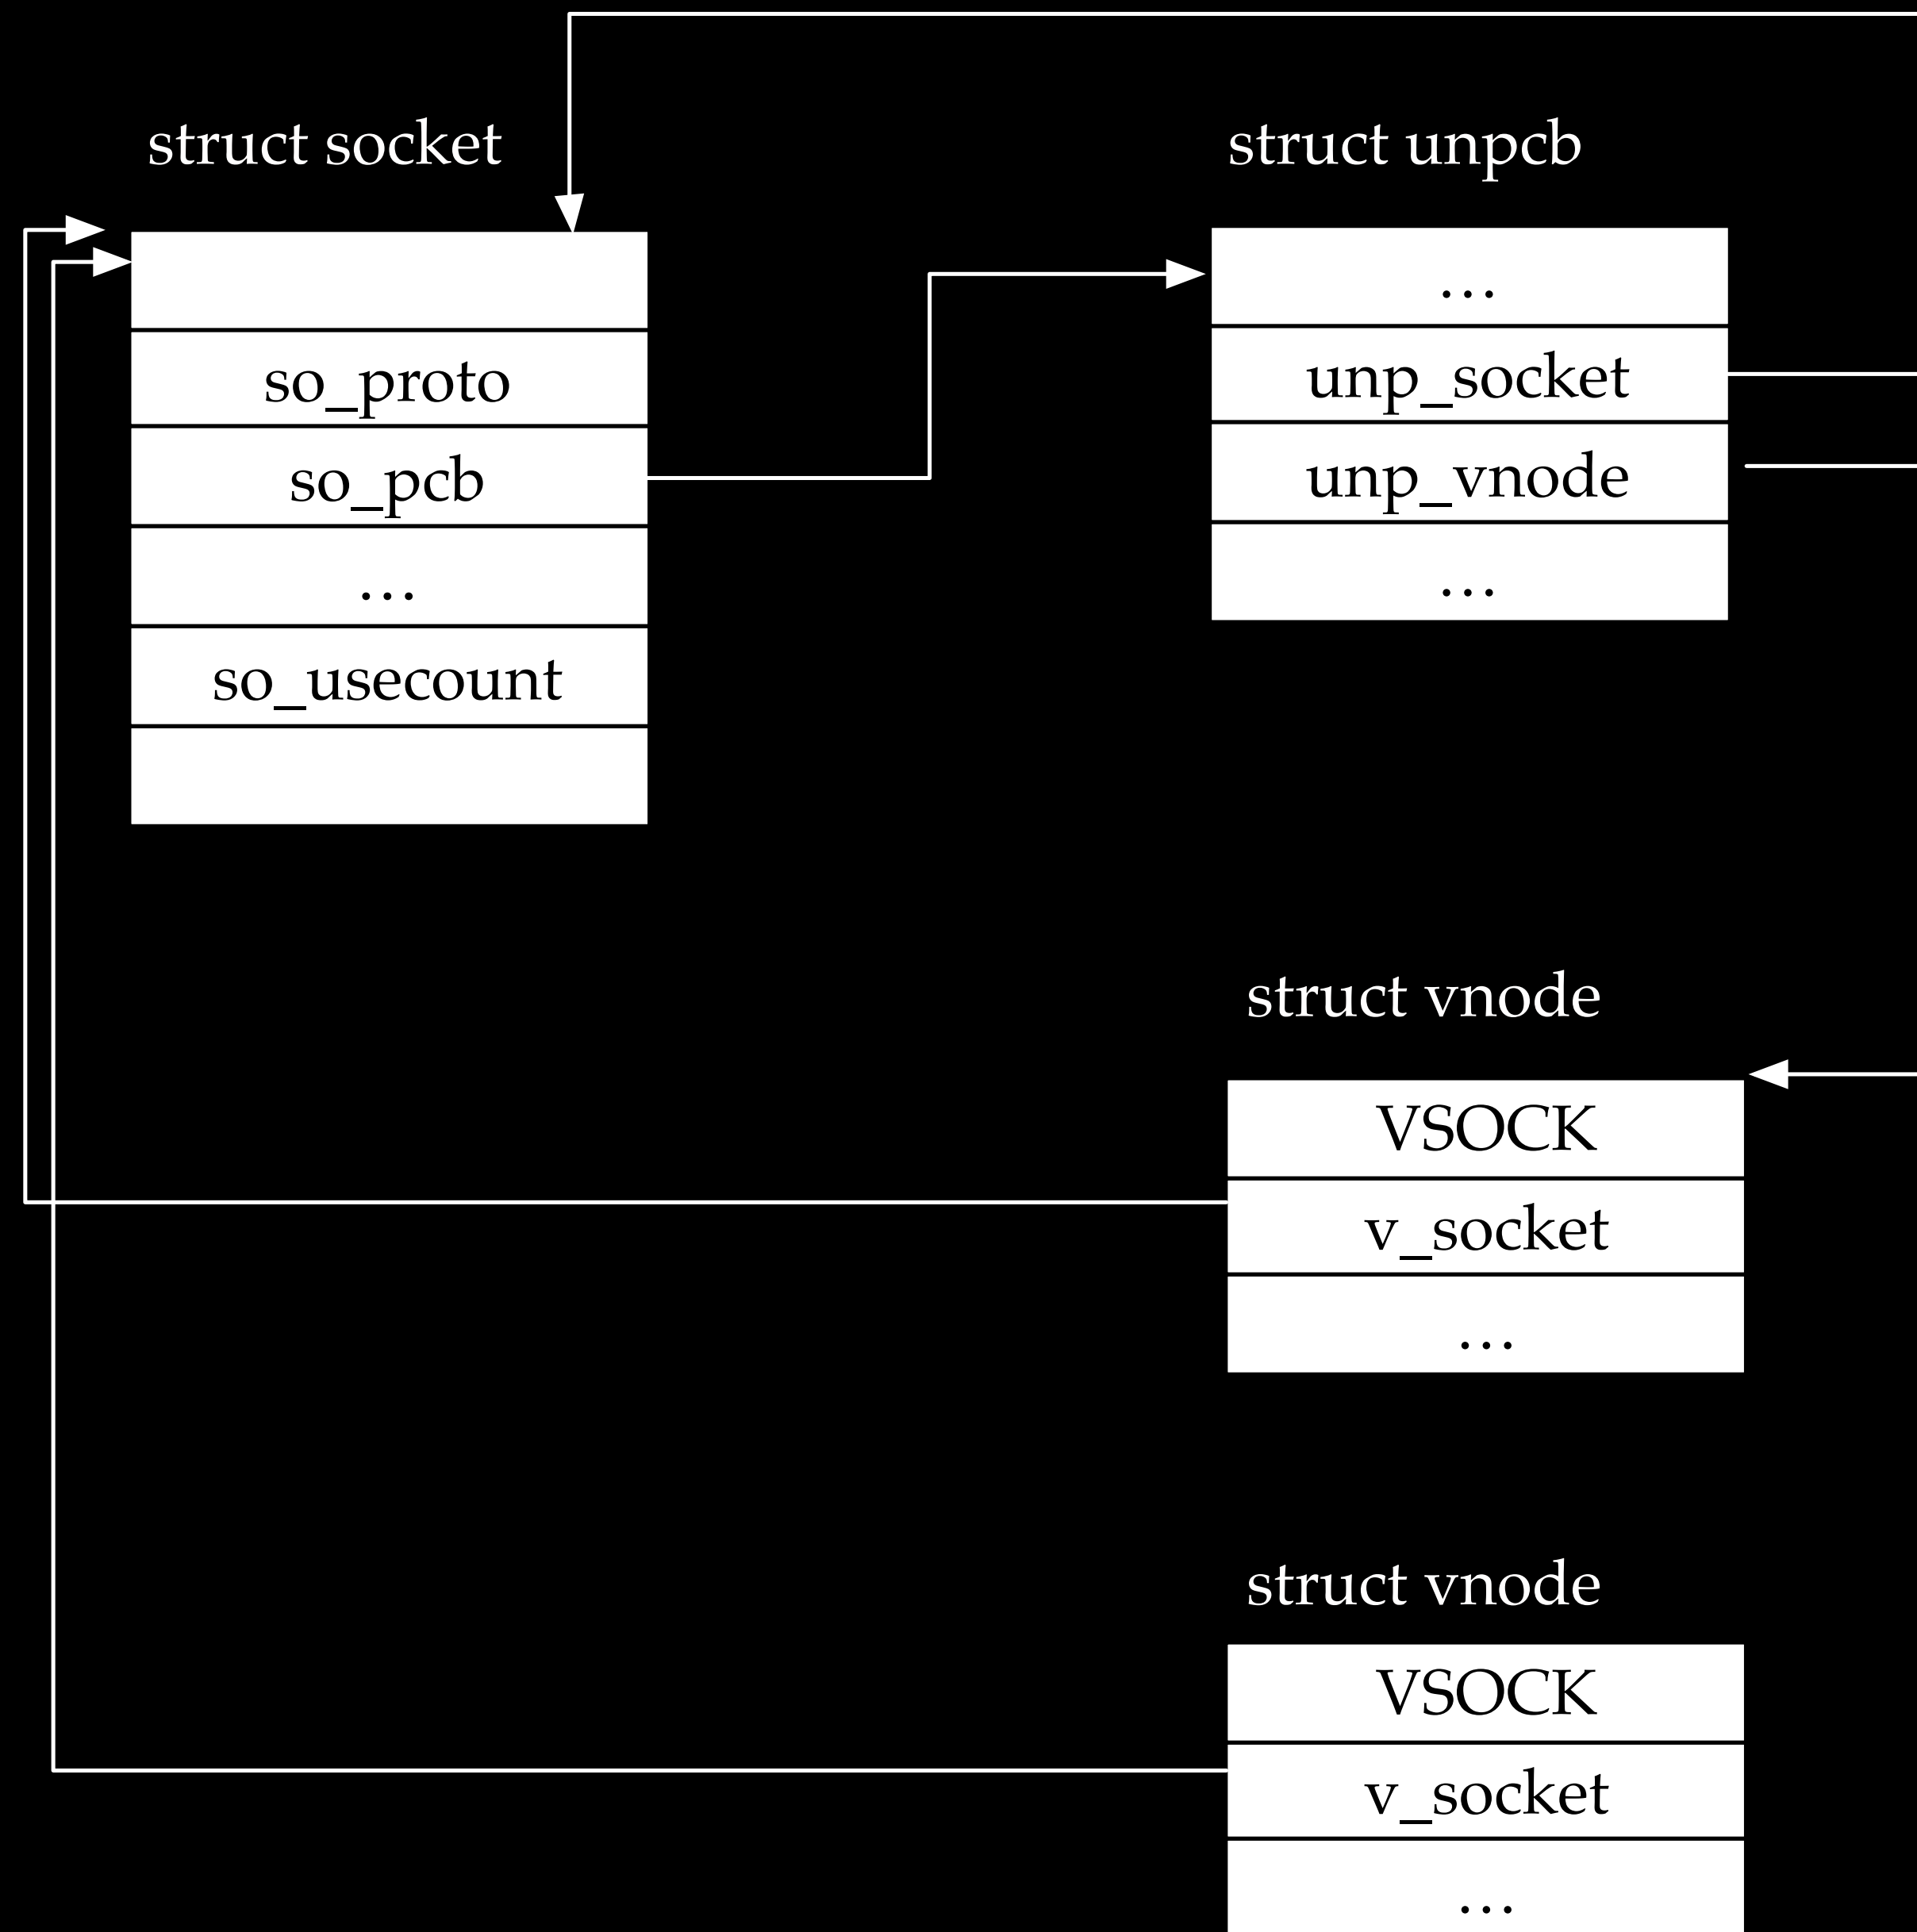 struct socket
so_proto
so_pcb
...
so_usecount
struct unpcb
...
unp_socket
unp_vnode
...
struct vnode
VSOCK
v_socket
...
struct vnode
VSOCK
v_socket
...